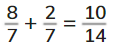 8/7 + 2/7 = 10/14